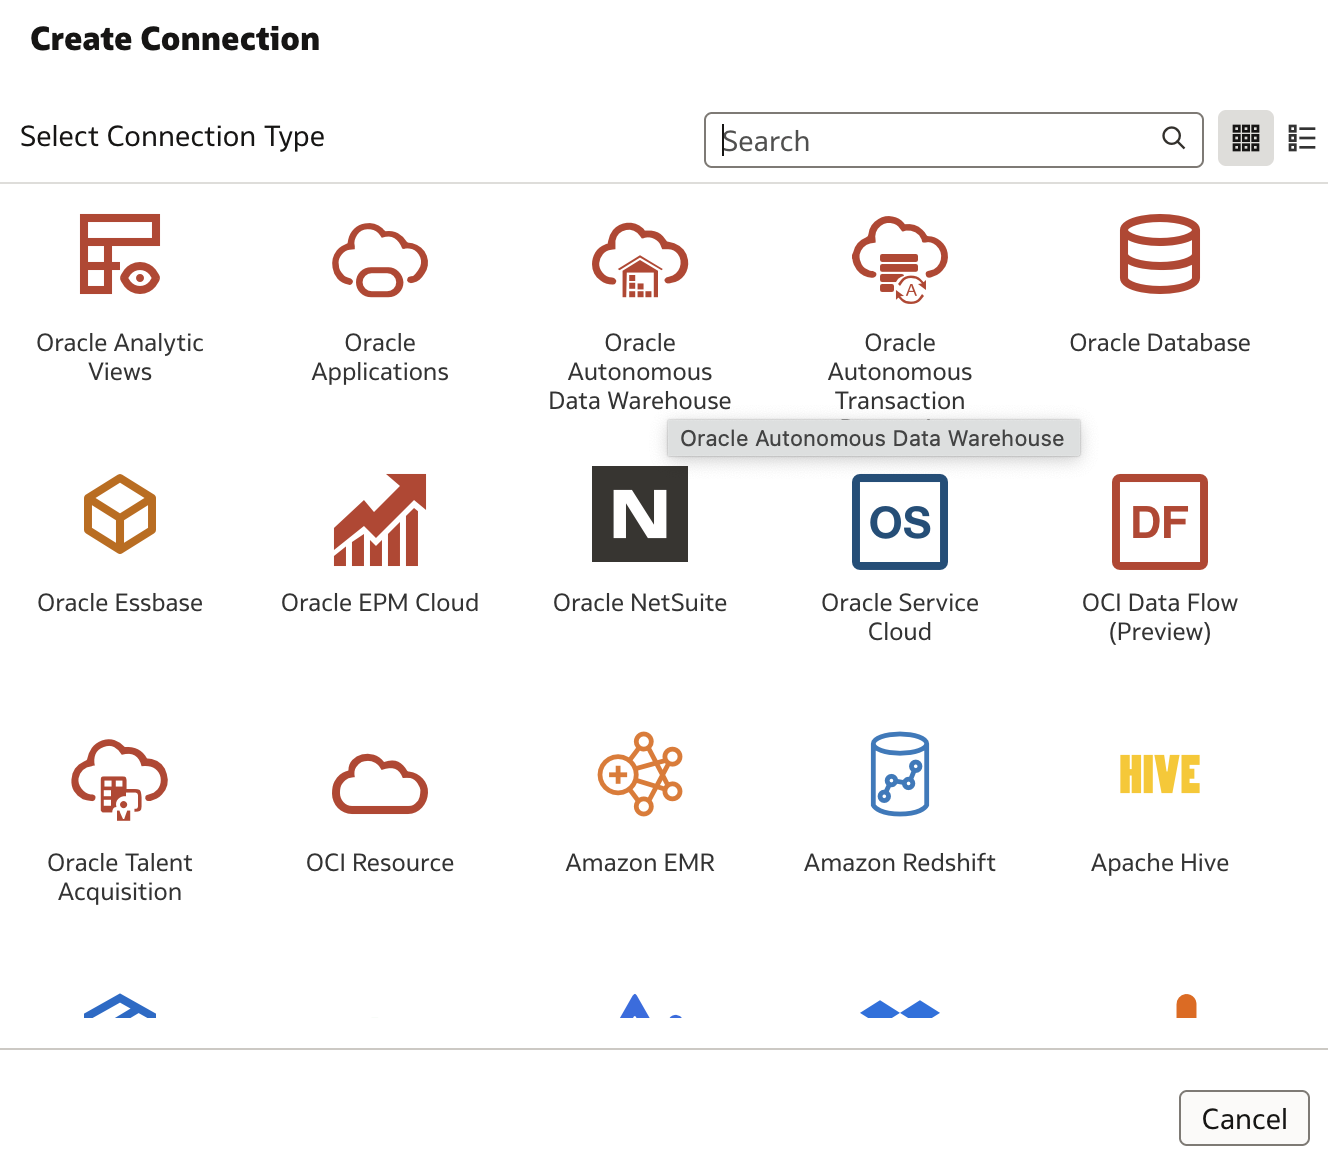 Create Connection
Select Connection Type
Search
Oracle Analytic
Views
Oracle
Applications
Oracle
Autonomous
Data Warehouse
A
Oracle
Autonomous
Transaction
Oracle Database
Oracle Autonomous Data Warehouse
Oracle Essbase
Oracle EPM Cloud
N
Oracle NetSuite
OS
Oracle Service
Cloud
DF
OCI Data Flow
(Preview)
Oracle Talent
Acquisition
OCI Resource
Amazon EMR
Amazon Redshift
HIVE
Apache Hive
Cancel